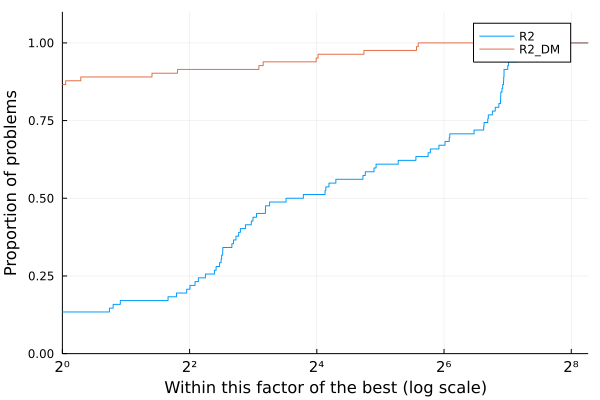 R2
R2_DM
Proportion of problems
1.00
0.75
0.50
0.25
0.00
2⁰
2²
2⁴
2⁶
2⁸
Within this factor of the best (log scale)